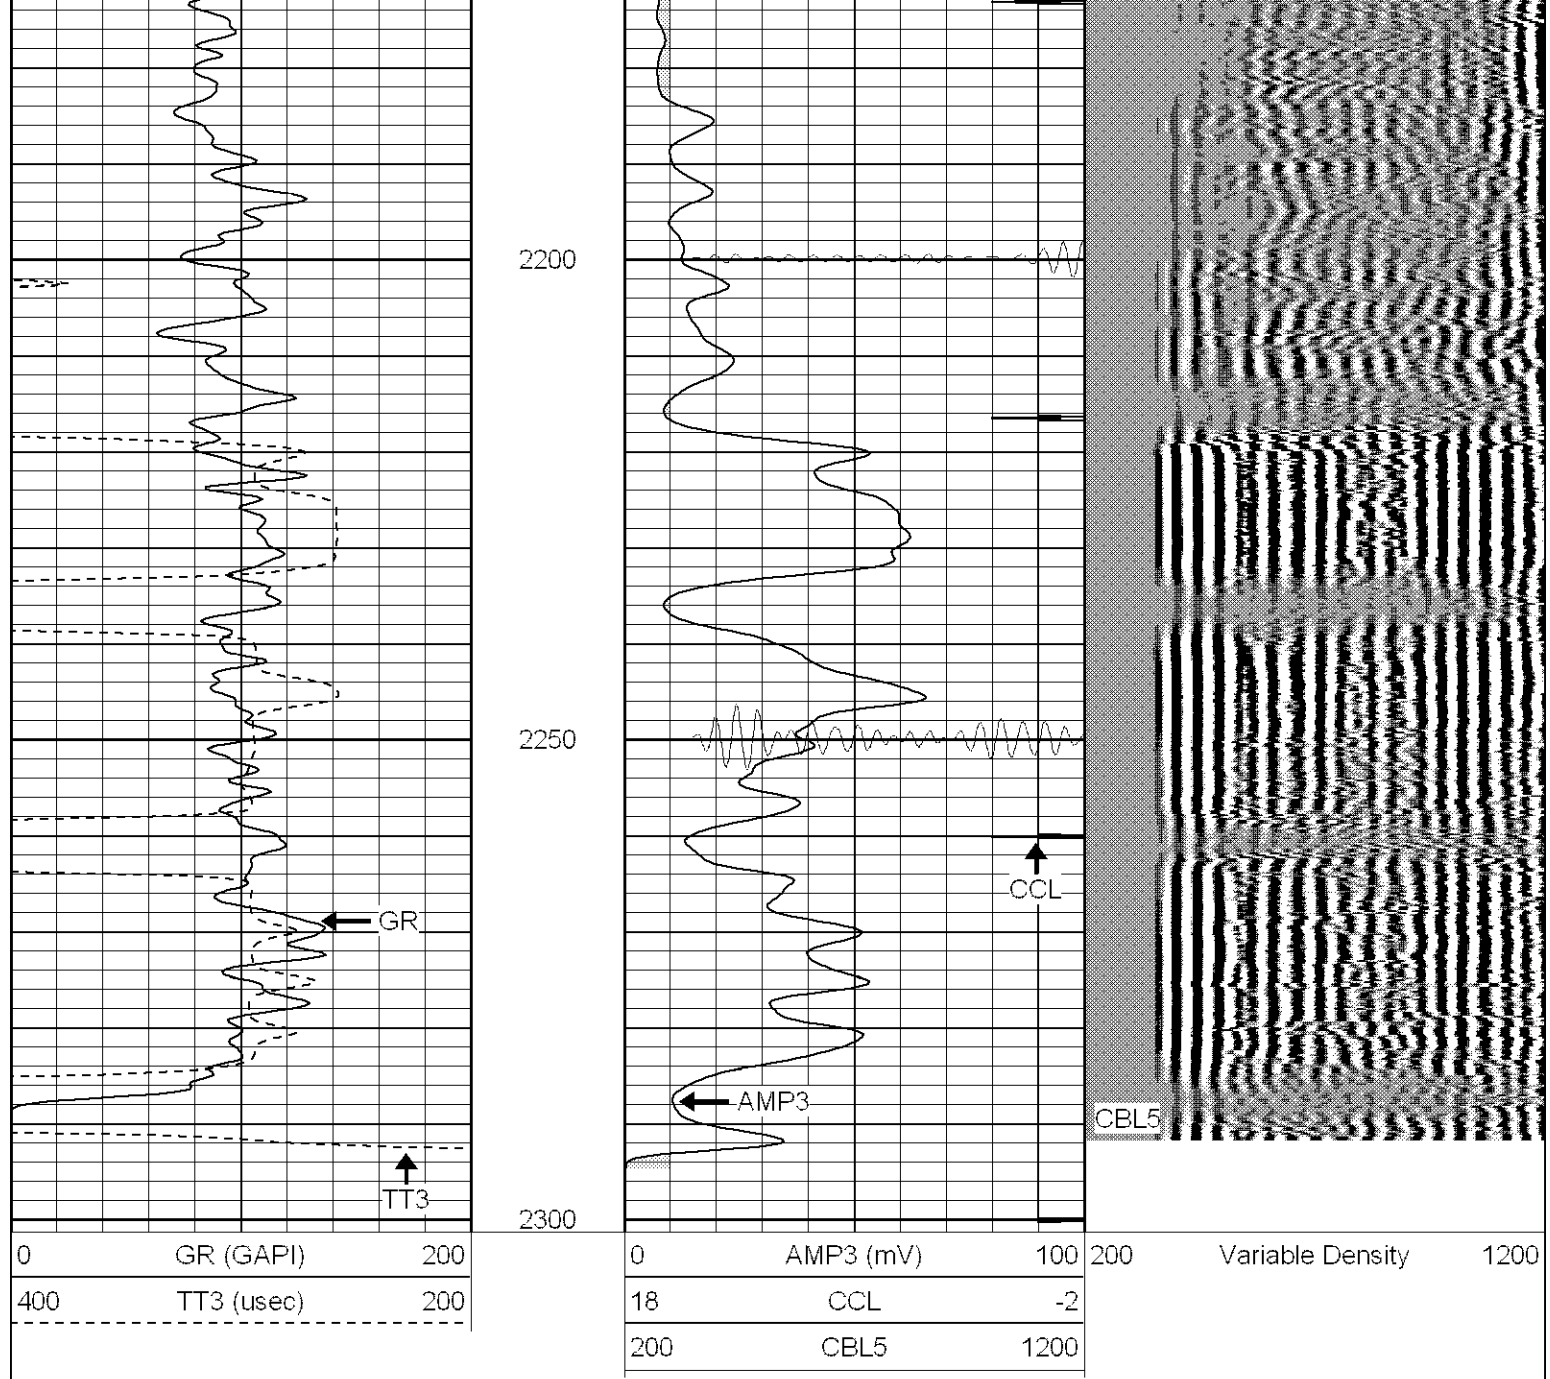 2200
2250
CCL
GR
AMP3
CBL5
TT3
2300
0 GR (GAPI) 200
0 AMP3 (mV) 100
200 Variable Density 1200
400 TT3 (usec) 200
18 CCL -2
200 CBL5 1200